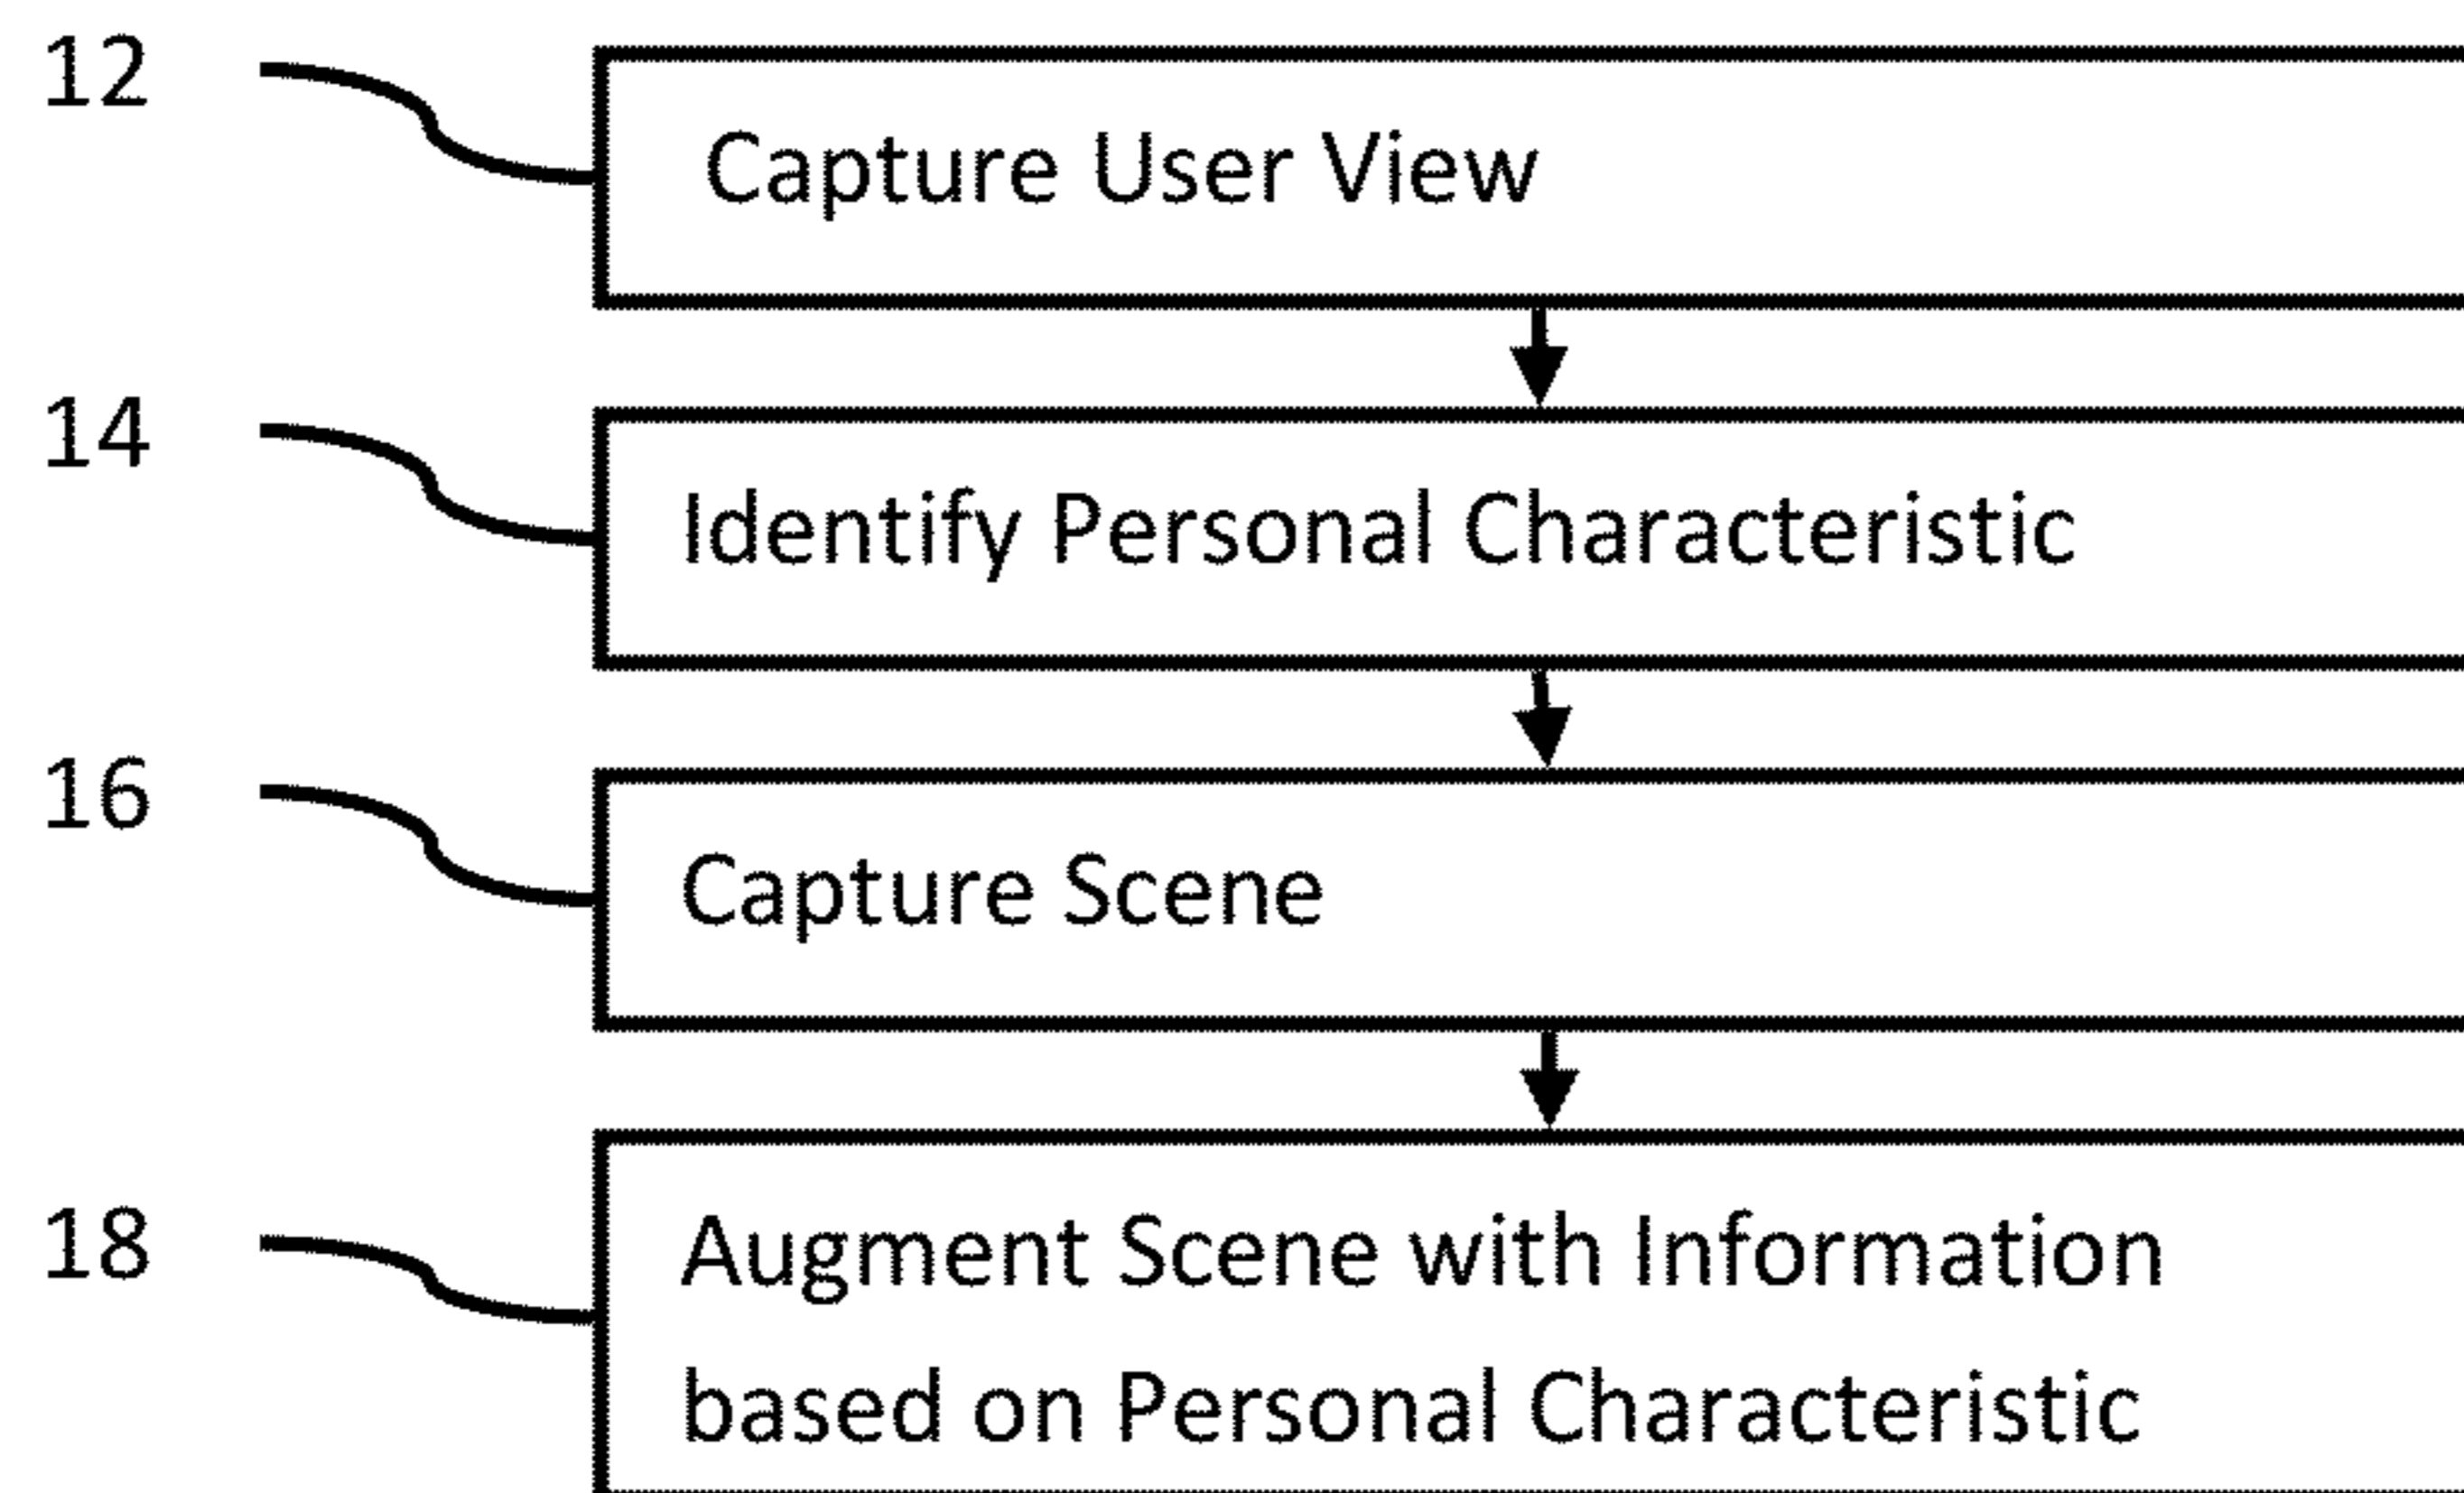 12
Capture User View
14
Identify Personal Characteristic
16
Capture Scene
18
Augment Scene with Information
based on Personal Characteristic